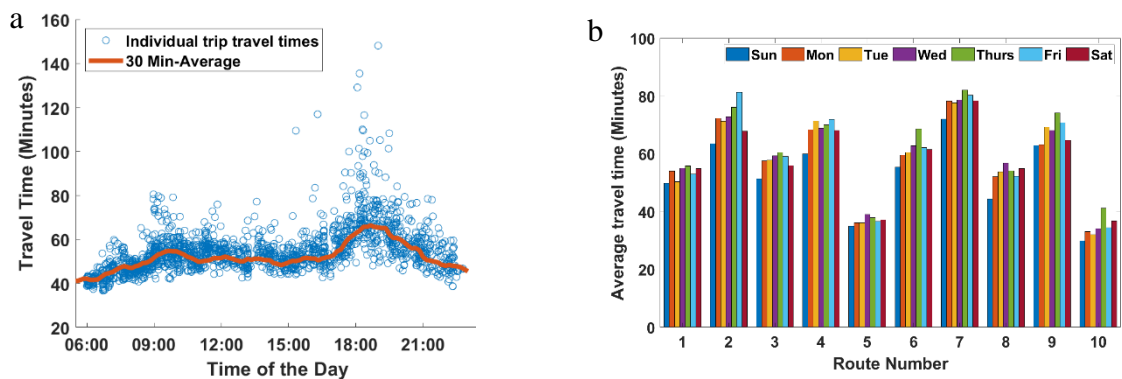 a
160
140
120
100
80
60
40
20
Travel Time (Minutes)
Individual trip travel times
30 Min-Average
06:00 09:00 12:00 15:00 18:00 21:00
Time of the Day
b
100
80
60
40
20
0
Average travel time (Minutes)
Sun Mon Tue Wed Thurs Fri Sat
1 2 3 4 5 6 7 8 9 10
Route Number